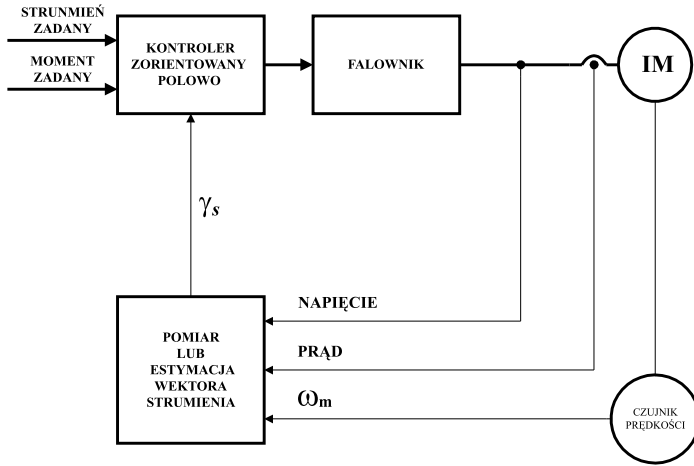 STRUNMIEŃ
ZADANY
MOMENT
ZADANY
KONTROLER
ZORIENTOWANY
POLOWO
FALOWNIK
IM
γs
NAPIĘCIE
PRĄD
ωm
POMIAR
LUB
ESTYMACJA
WEKTORA
STRUMIENIA
CZUJNIK
PRĘDKOŚCI